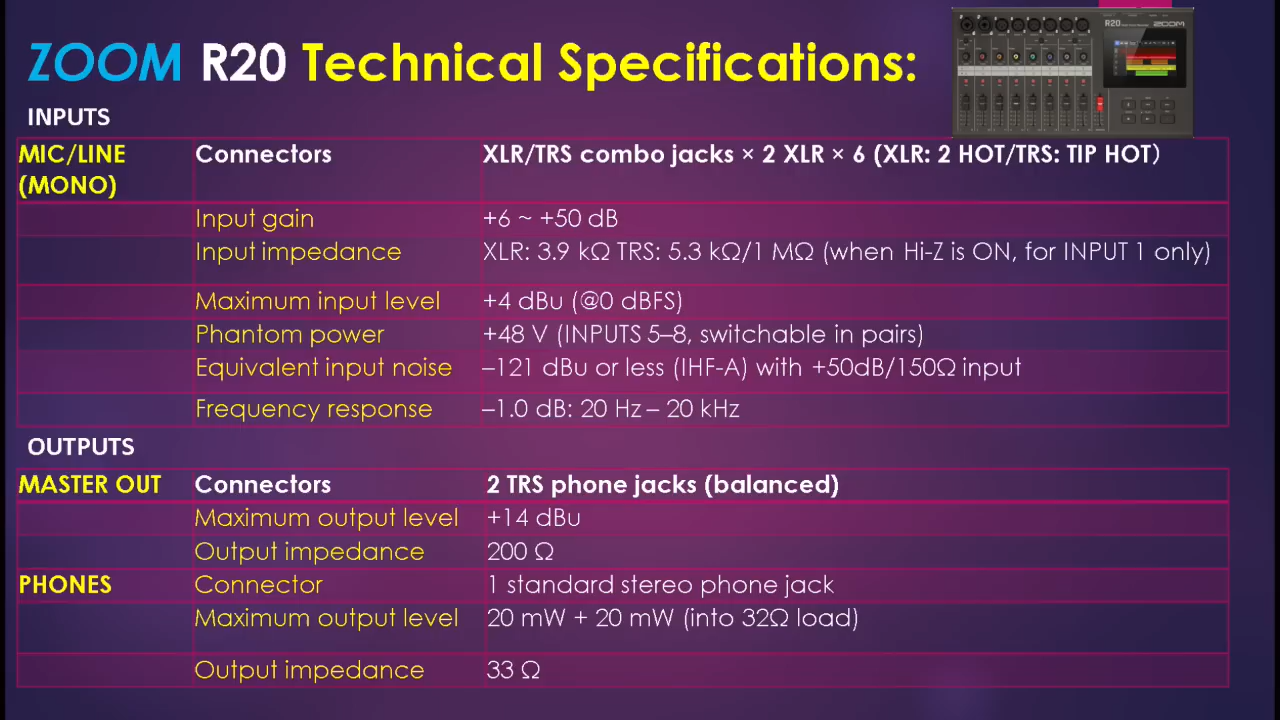 ZOOM R20 Technical Specifications:
R20 ZOOM
INPUTS
MIC/LINE (MONO) Connectors XLR/TRS combo jacks × 2 XLR × 6 (XLR: 2 HOT/TRS: TIP HOT)
Input gain +6 ~ +50 dB
Input impedance XLR: 3.9 kΩ TRS: 5.3 kΩ/1 MΩ (when Hi-Z is ON, for INPUT 1 only)
Maximum input level +4 dBu (@0 dBFS)
Phantom power +48 V (INPUTS 5–8, switchable in pairs)
Equivalent input noise –121 dBu or less (IHF-A) with +50dB/150Ω input
Frequency response –1.0 dB: 20 Hz – 20 kHz
OUTPUTS
MASTER OUT Connectors 2 TRS phone jacks (balanced)
Maximum output level +14 dBu
Output impedance 200 Ω
PHONES Connector 1 standard stereo phone jack
Maximum output level 20 mW + 20 mW (into 32Ω load)
Output impedance 33 Ω